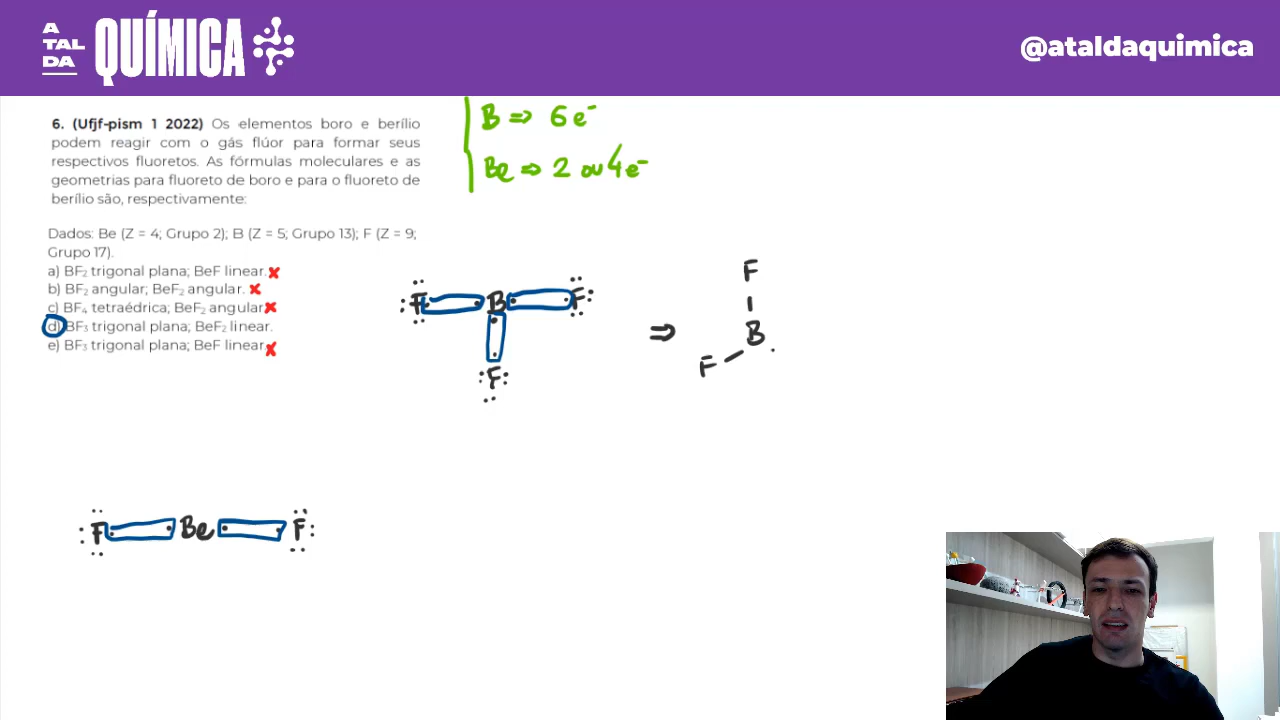 A
TAL
DA
QUÍMICA
@ataldaquimica
6. (Ufjf-pism 1 2022) Os elementos boro e berílio
podem reagir com o gás flúor para formar seus
respectivos fluoretos. As fórmulas moleculares e as
geometrias para fluoreto de boro e para o fluoreto de
berílio são, respectivamente:
Dados: Be (Z = 4; Grupo 2); B (Z = 5; Grupo 13); F (Z = 9;
Grupo 17).
a) BF₂ trigonal plana; BeF linear.
b) BF₂ angular; BeF₂ angular.
c) BF₄ tetraédrica; BeF₂ angular
d) BF₃ trigonal plana; BeF₂ linear.
e) BF₃ trigonal plana; BeF linear
B ⇒ 6 e⁻
Be ⇒ 2 ou 4 e⁻
F B F
F
⇒
F
B
F
F Be F